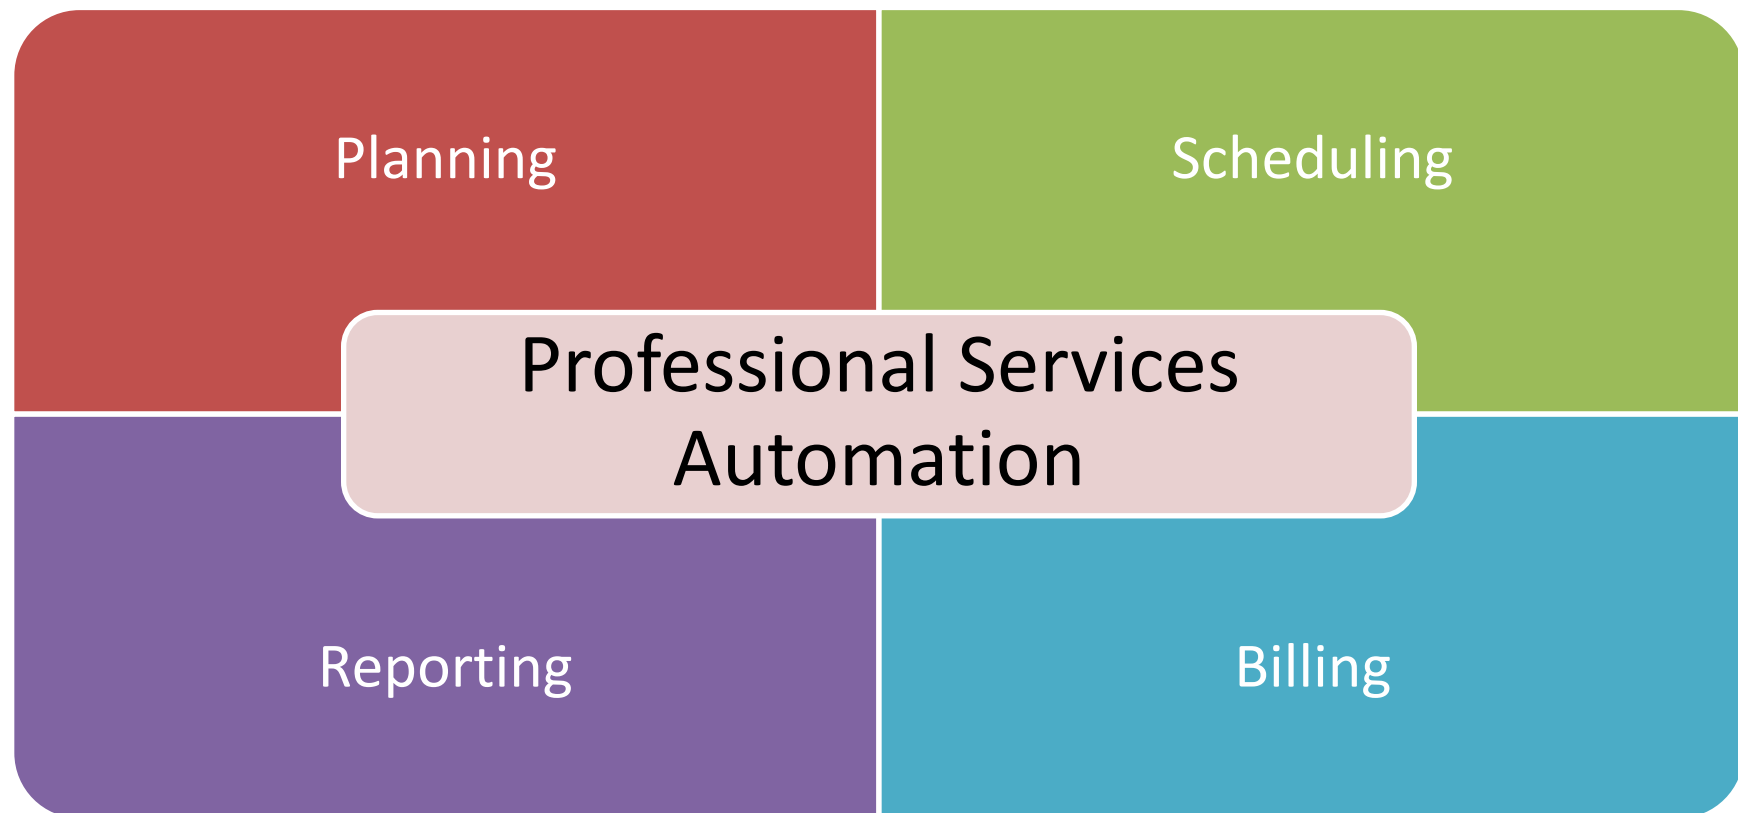 Planning
Scheduling
Professional Services
Automation
Reporting
Billing